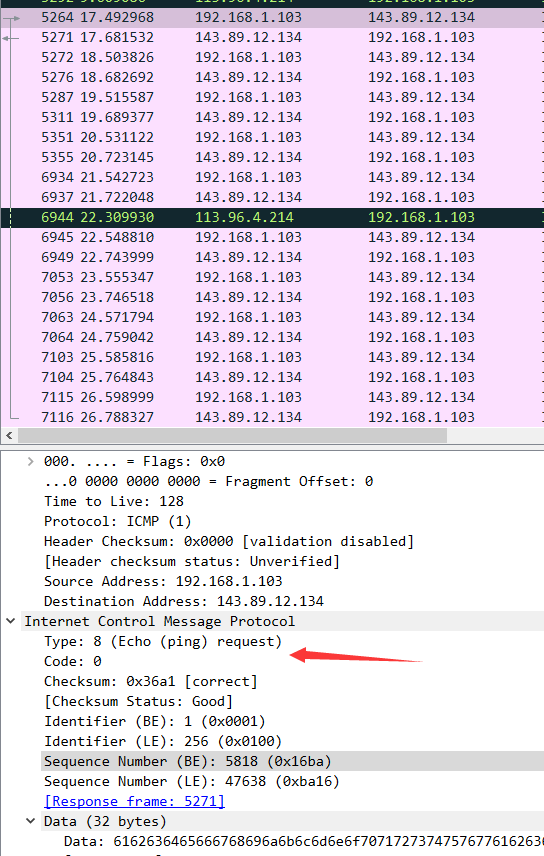 5264 17.492968 192.168.1.103 143.89.12.134
5271 17.681532 143.89.12.134 192.168.1.103
5272 18.503826 192.168.1.103 143.89.12.134
5276 18.682692 143.89.12.134 192.168.1.103
5287 19.515587 192.168.1.103 143.89.12.134
5311 19.689377 143.89.12.134 192.168.1.103
5351 20.531122 192.168.1.103 143.89.12.134
5355 20.723145 143.89.12.134 192.168.1.103
6934 21.542723 192.168.1.103 143.89.12.134
6937 21.722048 143.89.12.134 192.168.1.103
6944 22.309930 113.96.4.214 192.168.1.103
6945 22.548810 192.168.1.103 143.89.12.134
6949 22.743999 143.89.12.134 192.168.1.103
7053 23.555347 192.168.1.103 143.89.12.134
7056 23.746518 143.89.12.134 192.168.1.103
7063 24.571794 192.168.1.103 143.89.12.134
7064 24.759042 143.89.12.134 192.168.1.103
7103 25.585816 192.168.1.103 143.89.12.134
7104 25.764843 143.89.12.134 192.168.1.103
7115 26.598999 192.168.1.103 143.89.12.134
7116 26.788327 143.89.12.134 192.168.1.103
000. .... = Flags: 0x0
...0 0000 0000 0000 = Fragment Offset: 0
Time to Live: 128
Protocol: ICMP (1)
Header Checksum: 0x0000 [validation disabled]
[Header checksum status: Unverified]
Source Address: 192.168.1.103
Destination Address: 143.89.12.134
Internet Control Message Protocol
Type: 8 (Echo (ping) request)
Code: 0
Checksum: 0x36a1 [correct]
[Checksum Status: Good]
Identifier (BE): 1 (0x0001)
Identifier (LE): 256 (0x0100)
Sequence Number (BE): 5818 (0x16ba)
Sequence Number (LE): 47638 (0xba16)
[Response frame: 5271]
Data (32 bytes)
Data: 6162636465666768696a6b6c6d6e6f70717273747576776162636